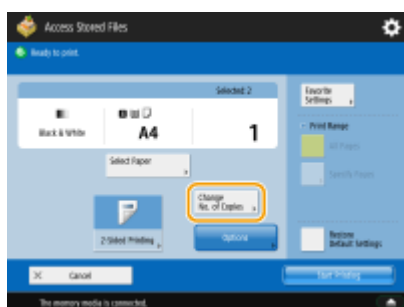 Access Stored Files
Ready to print.
Selected: 2
Black & White
A4
1
Select Paper
Change
No. of Copies
2-Sided Printing
Options
Favorite
Settings
Print Range
All Pages
Specify Pages
Restore
Default Settings
Cancel
Start Printing
The memory media is connected.